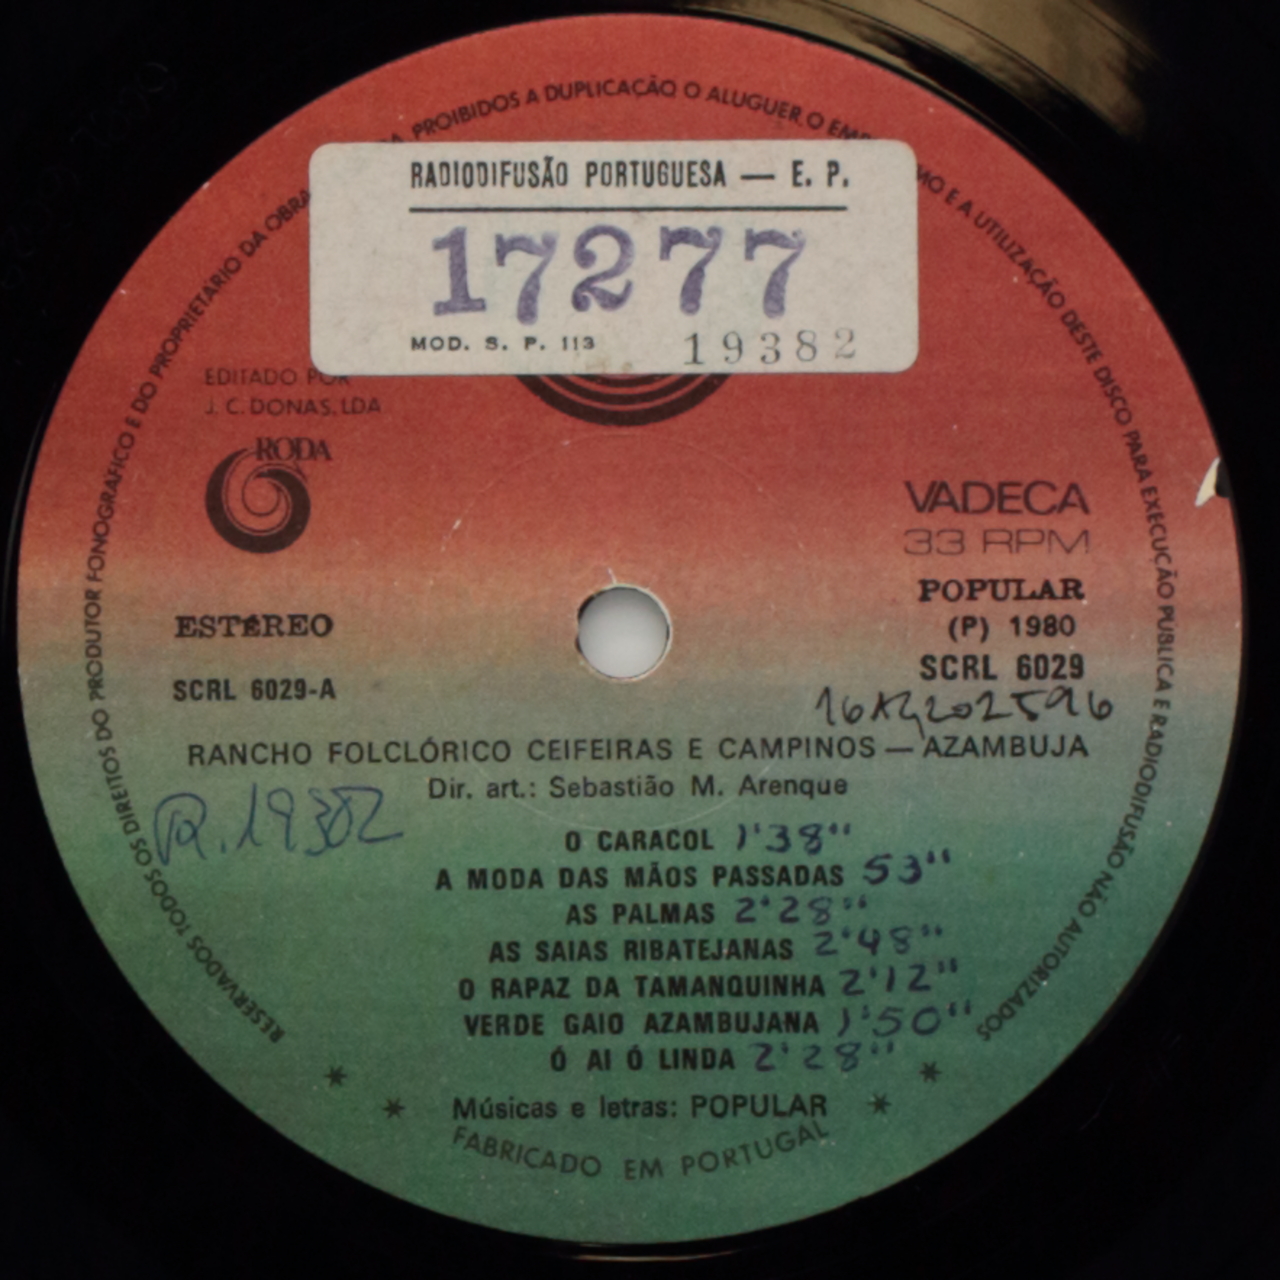 RESERVADOS TODOS OS DIREITOS DO PRODUTOR FONOGRAFICO E DO PROPRIETARIO DA OBRA PROIBIDOS A DUPLICAÇÃO O ALUGUER O E A UTILIZAÇÃO DESTE DISCO PARA EXECUÇÃO PUBLICA E RADIODIFUSÃO NÃO AUTORIZADOS
RADIODIFUSÃO PORTUGUESA — E. P.
17277
MOD. S. P. 113 19382
EDITADO POR
J. C. DONAS, LDA
RODA
VADECA
33 RPM
POPULAR
(P) 1980
SCRL 6029
ESTÉREO
SCRL 6029-A
RANCHO FOLCLÓRICO CEIFEIRAS E CAMPINOS — AZAMBUJA
Dir. art.: Sebastião M. Arenque
R. 19382
O CARACOL 1'38"
A MODA DAS MÃOS PASSADAS 53"
AS PALMAS 2'28"
AS SAIAS RIBATEJANAS 2'48"
O RAPAZ DA TAMANQUINHA 2'12"
VERDE GAIO AZAMBUJANA 1'50"
Ó AI Ó LINDA 2'28"
* *
* Músicas e letras: POPULAR *
FABRICADO EM PORTUGAL